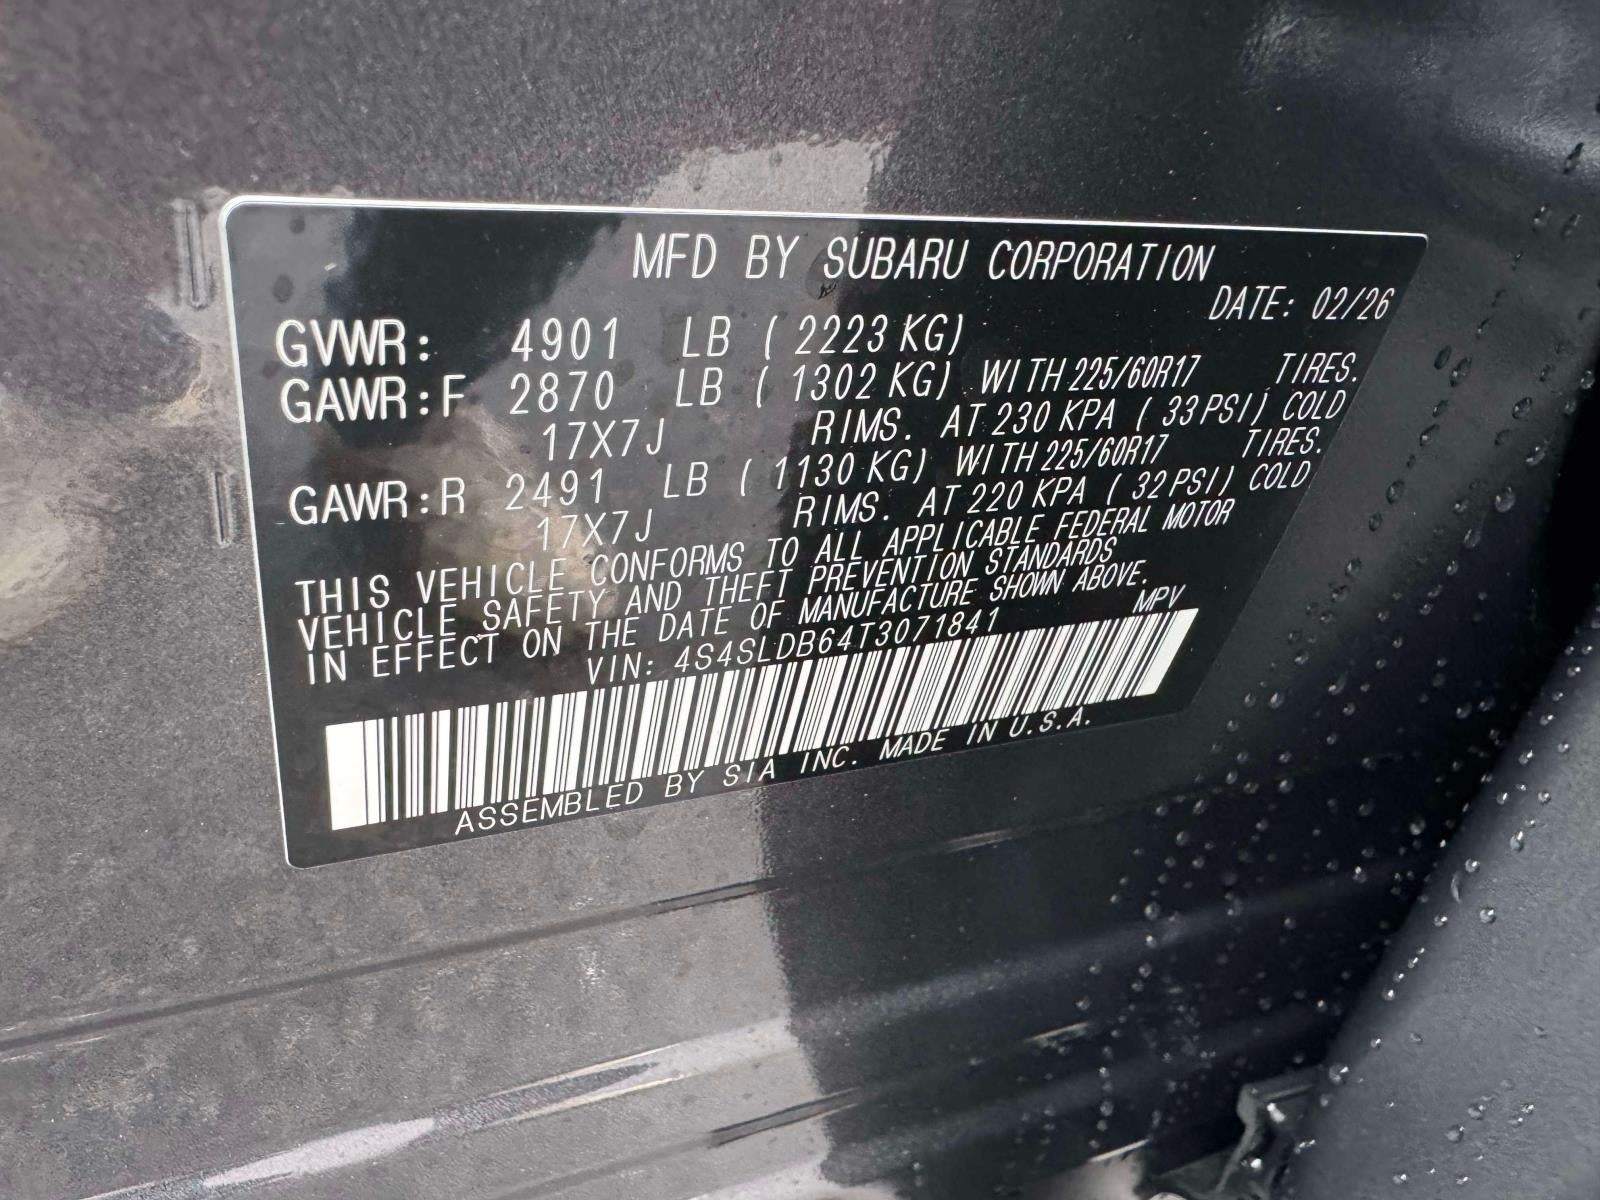 MFD BY SUBARU CORPORATION
DATE: 02/26
GVWR: 4901 LB (2223 KG)
GAWR:F 2870 LB (1302 KG) WITH 225/60R17 TIRES.
17X7J RIMS. AT 230 KPA (33 PSI) COLD
GAWR:R 2491 LB (1130 KG) WITH 225/60R17 TIRES.
17X7J RIMS. AT 220 KPA (32 PSI) COLD
THIS VEHICLE CONFORMS TO ALL APPLICABLE FEDERAL MOTOR
VEHICLE SAFETY AND THEFT PREVENTION STANDARDS
IN EFFECT ON THE DATE OF MANUFACTURE SHOWN ABOVE.
VIN: 4S4SLDB64T3071841 MPV
ASSEMBLED BY SIA INC. MADE IN U.S.A.